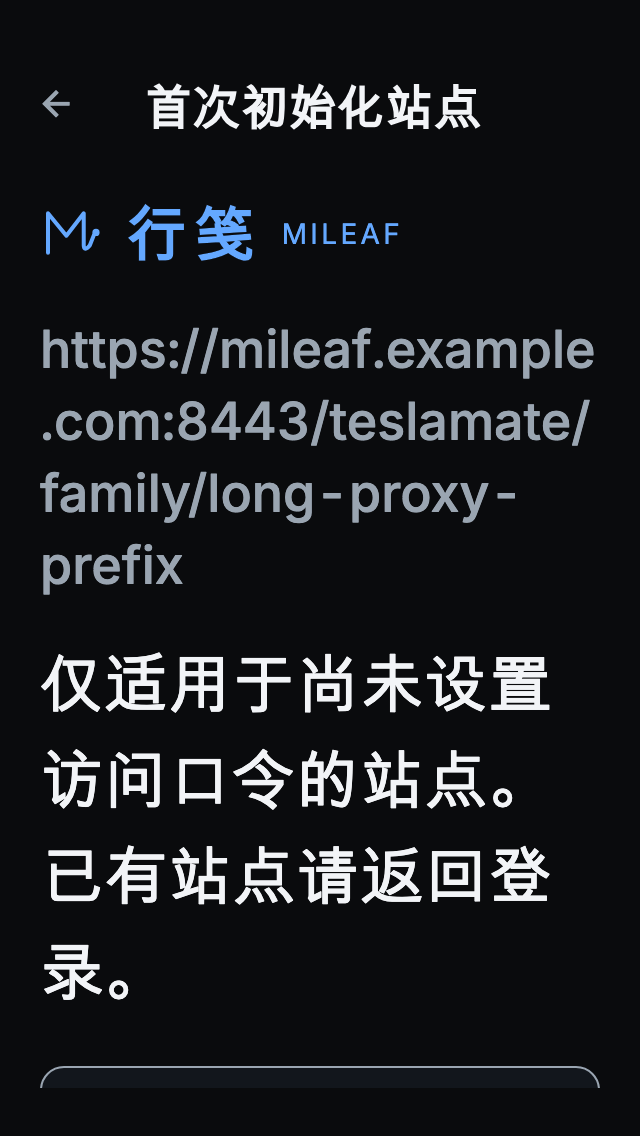 首次初始化站点
行笺 MILEAF
https://mileaf.example
.com:8443/teslamate/
family/long-proxy-
prefix
仅适用于尚未设置
访问口令的站点。
已有站点请返回登
录。